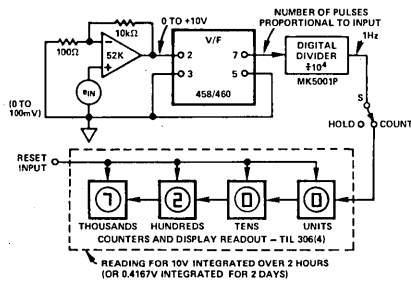 10kΩ
100Ω
52K
eIN
(0 TO 100mV)
0 TO +10V
V/F
2
3
7
5
458/460
NUMBER OF PULSES
PROPORTIONAL TO INPUT
DIGITAL
DIVIDER
÷10⁴
MK5001P
1Hz
S
HOLD
COUNT
RESET
INPUT
7
2
0
0
THOUSANDS
HUNDREDS
TENS
UNITS
COUNTERS AND DISPLAY READOUT – TIL 306(4)
READING FOR 10V INTEGRATED OVER 2 HOURS
(OR 0.4167V INTEGRATED FOR 2 DAYS)